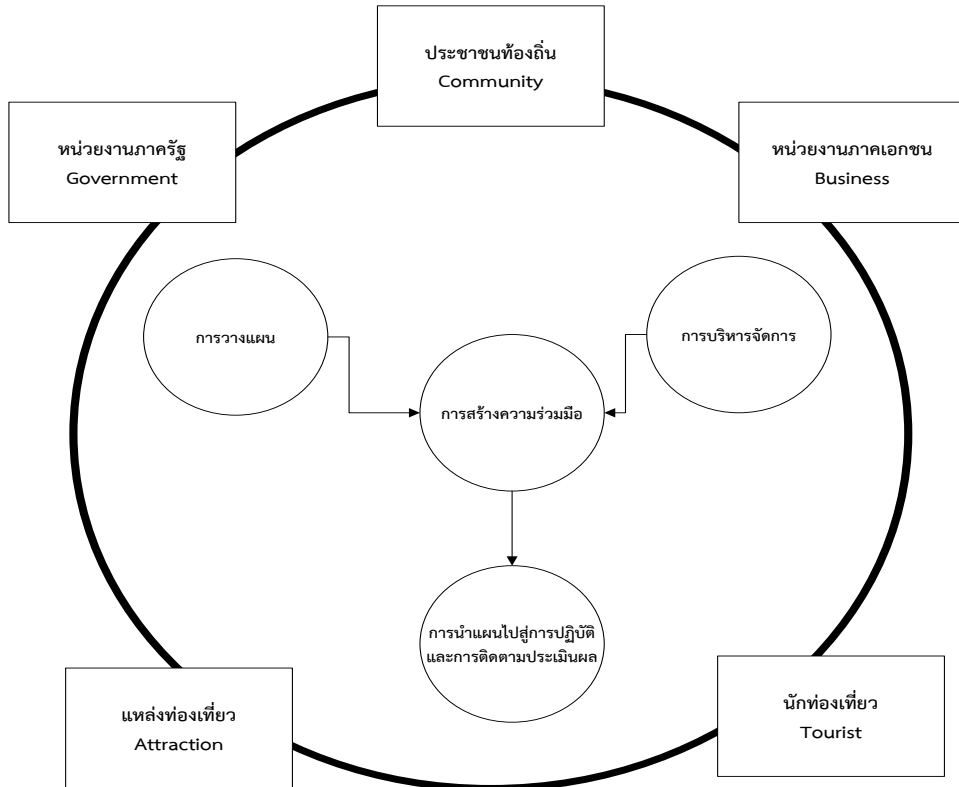 ประชาชนท้องถิ่น
Community
หน่วยงานภาครัฐ
Government
หน่วยงานภาคเอกชน
Business
การวางแผน
การบริหารจัดการ
การสร้างความร่วมมือ
การนำแผนไปสู่การปฏิบัติ
และการติดตามประเมินผล
แหล่งท่องเที่ยว
Attraction
นักท่องเที่ยว
Tourist